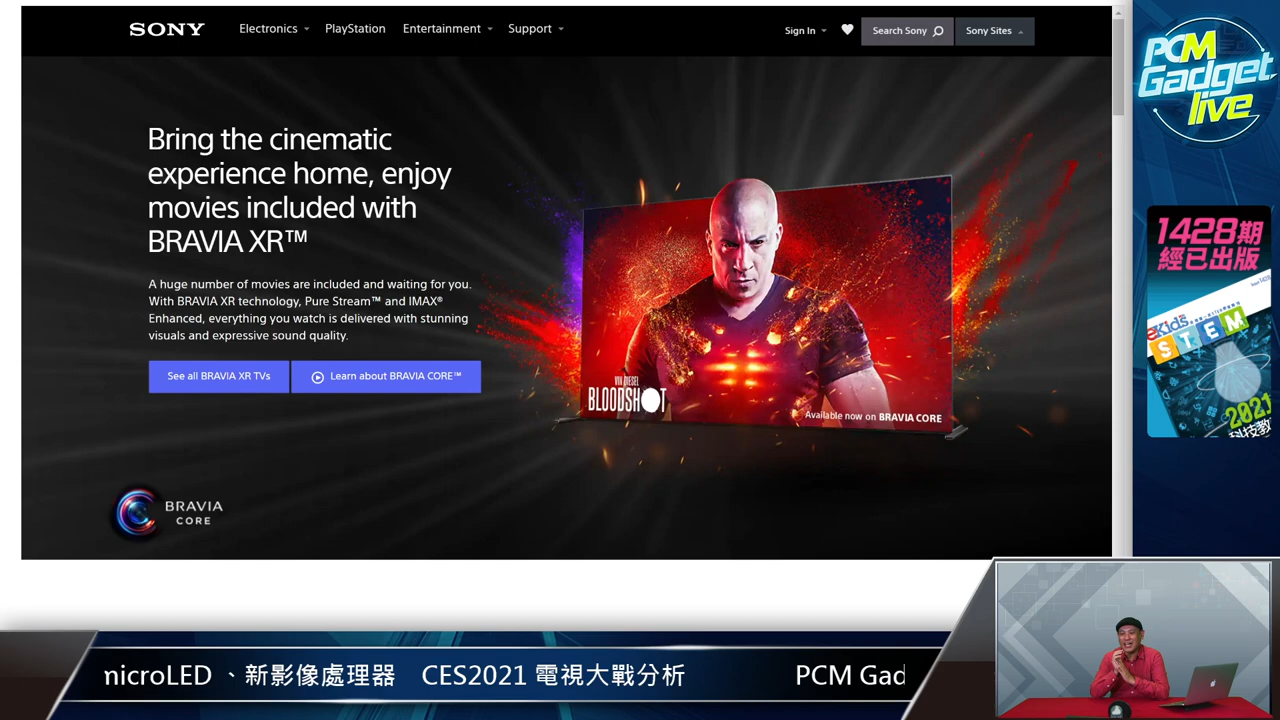 SONY
Electronics
PlayStation
Entertainment
Support
Sign In
Search Sony
Sony Sites
Bring the cinematic
experience home, enjoy
movies included with
BRAVIA XR™
A huge number of movies are included and waiting for you.
With BRAVIA XR technology, Pure Stream™ and IMAX®
Enhanced, everything you watch is delivered with stunning
visuals and expressive sound quality.
See all BRAVIA XR TVs
Learn about BRAVIA CORE™
VIN DIESEL
BLOODSHOT
Available now on BRAVIA CORE
BRAVIA
CORE
PCM
Gadget
live
1428期
經已出版
eKids
STEM
2021
科技教
microLED 、新影像處理器 CES2021 電視大戰分析 PCM Gad